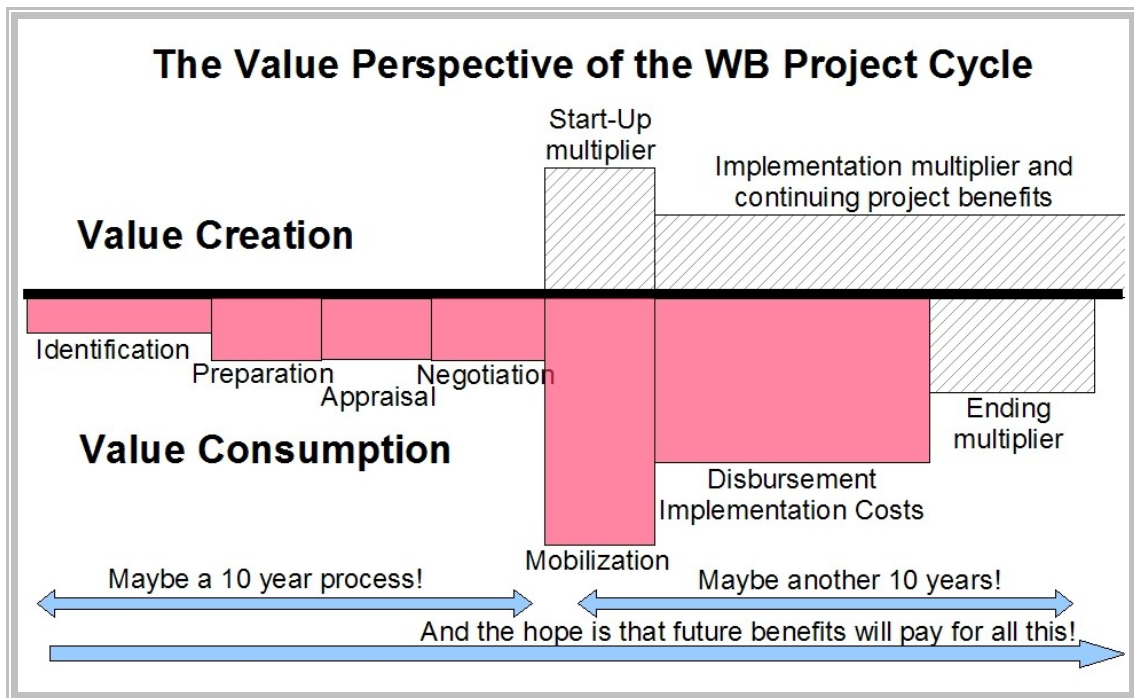 The Value Perspective of the WB Project Cycle
Start-Up
multiplier
Implementation multiplier and
continuing project benefits
Value Creation
Identification
Preparation
Appraisal
Negotiation
Value Consumption
Ending
multiplier
Disbursement
Implementation Costs
Mobilization
Maybe a 10 year process!
Maybe another 10 years!
And the hope is that future benefits will pay for all this!